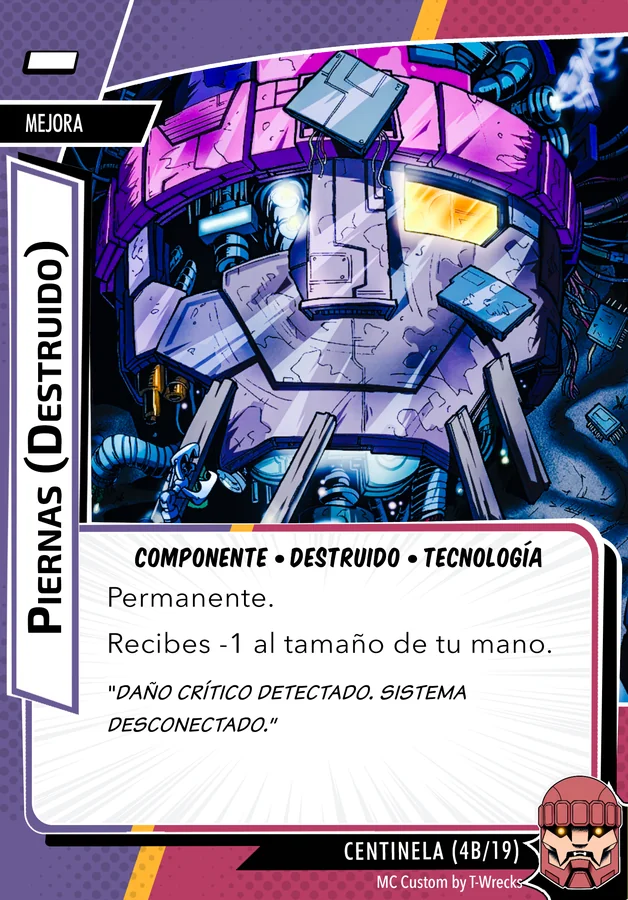 MEJORA
PIERNAS (DESTRUIDO)
COMPONENTE • DESTRUIDO • TECNOLOGÍA
Permanente.
Recibes -1 al tamaño de tu mano.
"DAÑO CRÍTICO DETECTADO. SISTEMA
DESCONECTADO."
CENTINELA (4B/19)
MC Custom by T-Wrecks